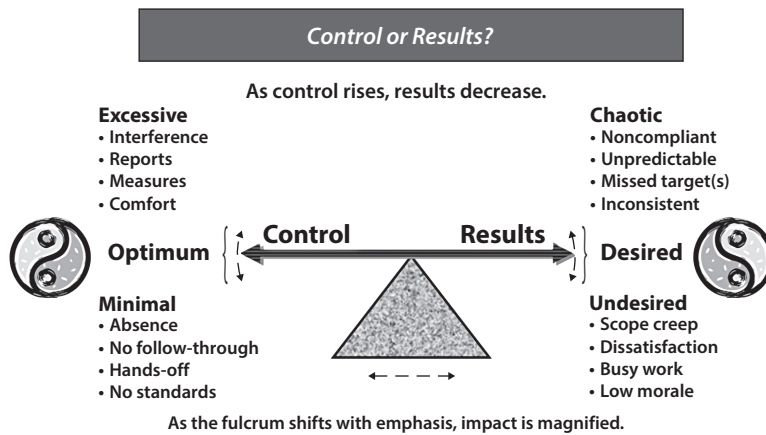 Control or Results?
As control rises, results decrease.
Excessive
• Interference
• Reports
• Measures
• Comfort
Chaotic
• Noncompliant
• Unpredictable
• Missed target(s)
• Inconsistent
Optimum
Control
Results
Desired
Minimal
• Absence
• No follow-through
• Hands-off
• No standards
Undesired
• Scope creep
• Dissatisfaction
• Busy work
• Low morale
As the fulcrum shifts with emphasis, impact is magnified.